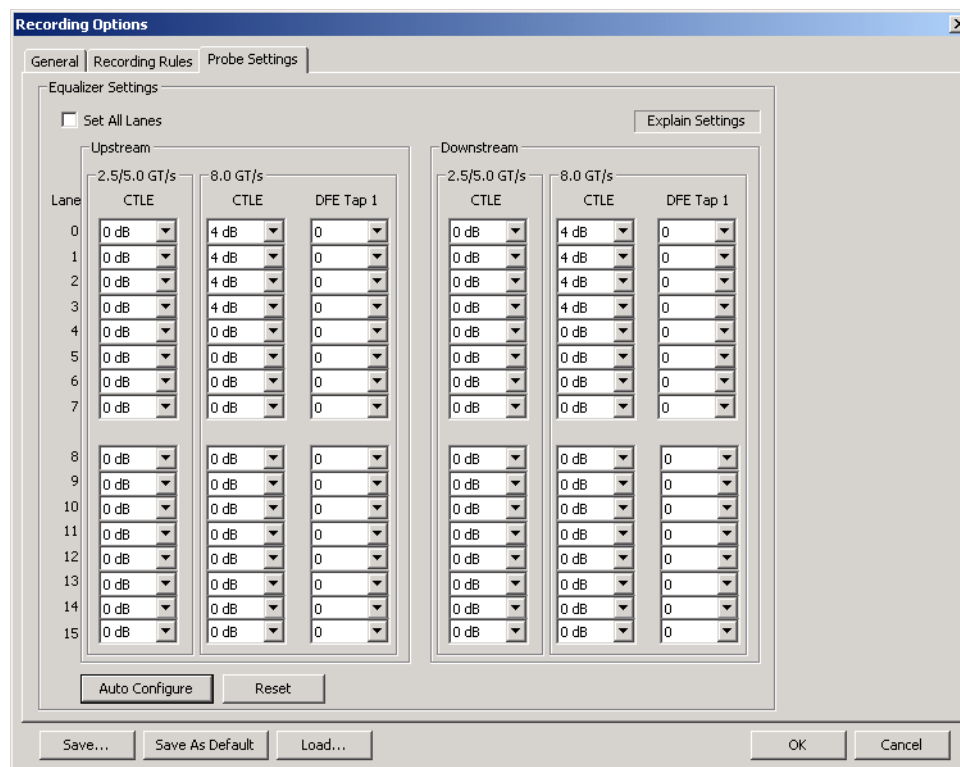 Recording Options
General Recording Rules Probe Settings
Equalizer Settings
Set All Lanes Explain Settings
Upstream Downstream
2.5/5.0 GT/s 8.0 GT/s 2.5/5.0 GT/s 8.0 GT/s
Lane CTLE CTLE DFE Tap 1 CTLE CTLE DFE Tap 1
0 0 dB 4 dB 0 0 dB 4 dB 0
1 0 dB 4 dB 0 0 dB 4 dB 0
2 0 dB 4 dB 0 0 dB 4 dB 0
3 0 dB 4 dB 0 0 dB 4 dB 0
4 0 dB 0 dB 0 0 dB 0 dB 0
5 0 dB 0 dB 0 0 dB 0 dB 0
6 0 dB 0 dB 0 0 dB 0 dB 0
7 0 dB 0 dB 0 0 dB 0 dB 0
8 0 dB 0 dB 0 0 dB 0 dB 0
9 0 dB 0 dB 0 0 dB 0 dB 0
10 0 dB 0 dB 0 0 dB 0 dB 0
11 0 dB 0 dB 0 0 dB 0 dB 0
12 0 dB 0 dB 0 0 dB 0 dB 0
13 0 dB 0 dB 0 0 dB 0 dB 0
14 0 dB 0 dB 0 0 dB 0 dB 0
15 0 dB 0 dB 0 0 dB 0 dB 0
Auto Configure Reset
Save... Save As Default Load... OK Cancel